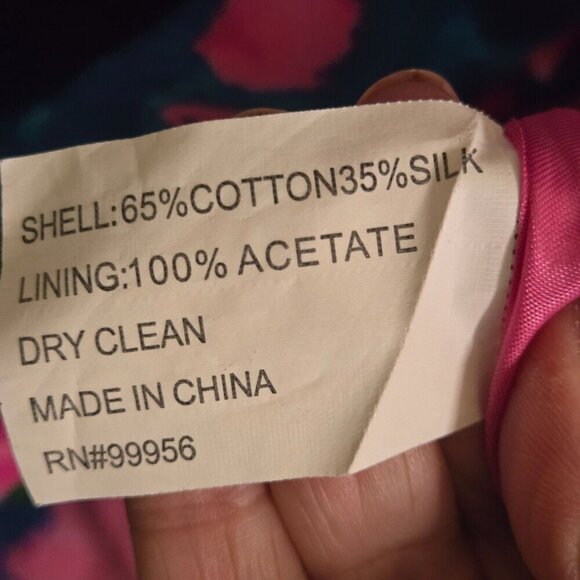 SHELL:65%COTTON35%SILK
LINING:100% ACETATE
DRY CLEAN
MADE IN CHINA
RN#99956